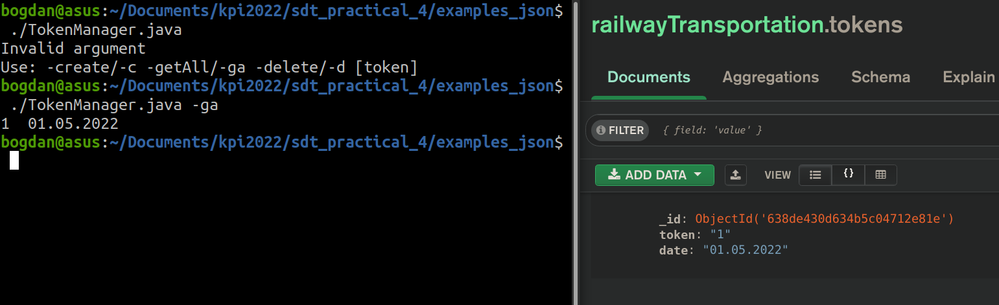 bogdan@asus:~/Documents/kpi2022/sdt_practical_4/examples_json$
./TokenManager.java
Invalid argument
Use: -create/-c -getAll/-ga -delete/-d [token]
bogdan@asus:~/Documents/kpi2022/sdt_practical_4/examples_json$
./TokenManager.java -ga
1  01.05.2022
bogdan@asus:~/Documents/kpi2022/sdt_practical_4/examples_json$
railwayTransportation.tokens
Documents Aggregations Schema Explain
FILTER { field: 'value' }
ADD DATA VIEW {}
_id: ObjectId('638de430d634b5c04712e81e')
token: "1"
date: "01.05.2022"